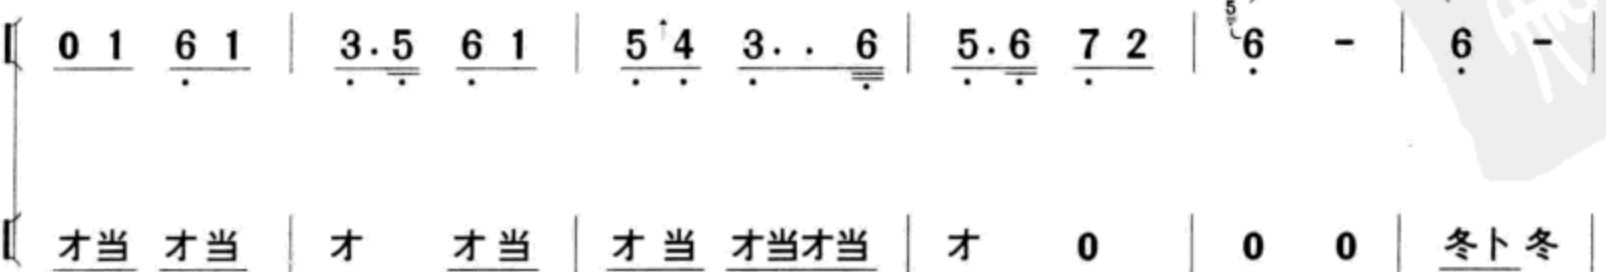 0 1 6 1 | 3 . 5 6 1 | 5 4 3 . . 6 | 5 . 6 7 2 | 5 6 - | 6 - |
才当 才当 | 才 才当 | 才当 才当才当 | 才 0 | 0 0 | 冬卜冬 |